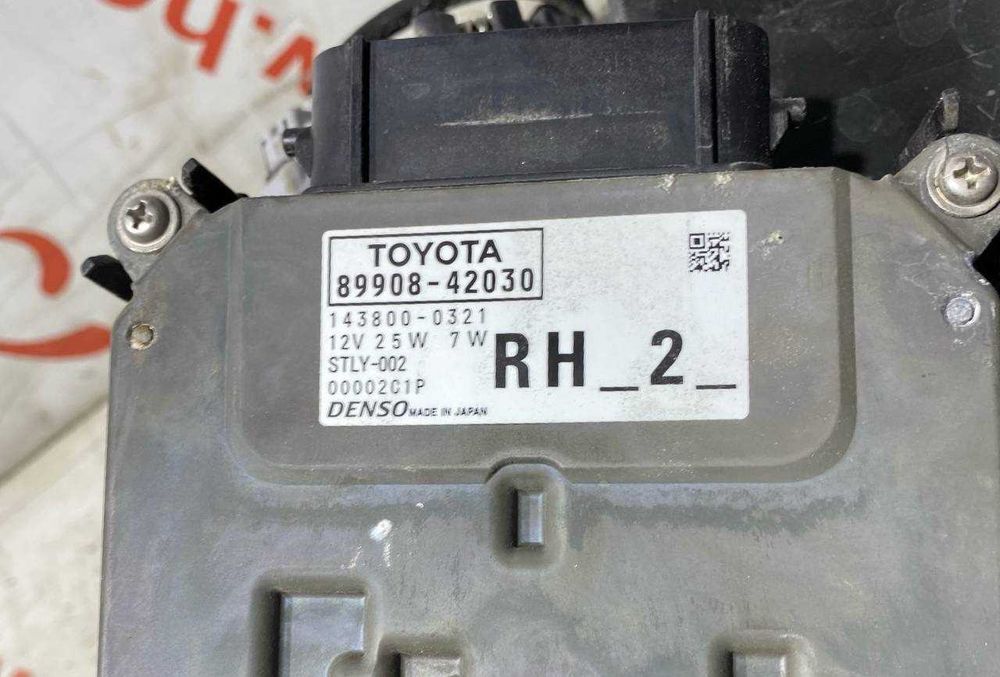 TOYOTA
89908-42030
143800-0321
12V 25W 7W
STLY-002
00002C1P
DENSO MADE IN JAPAN
RH_2_